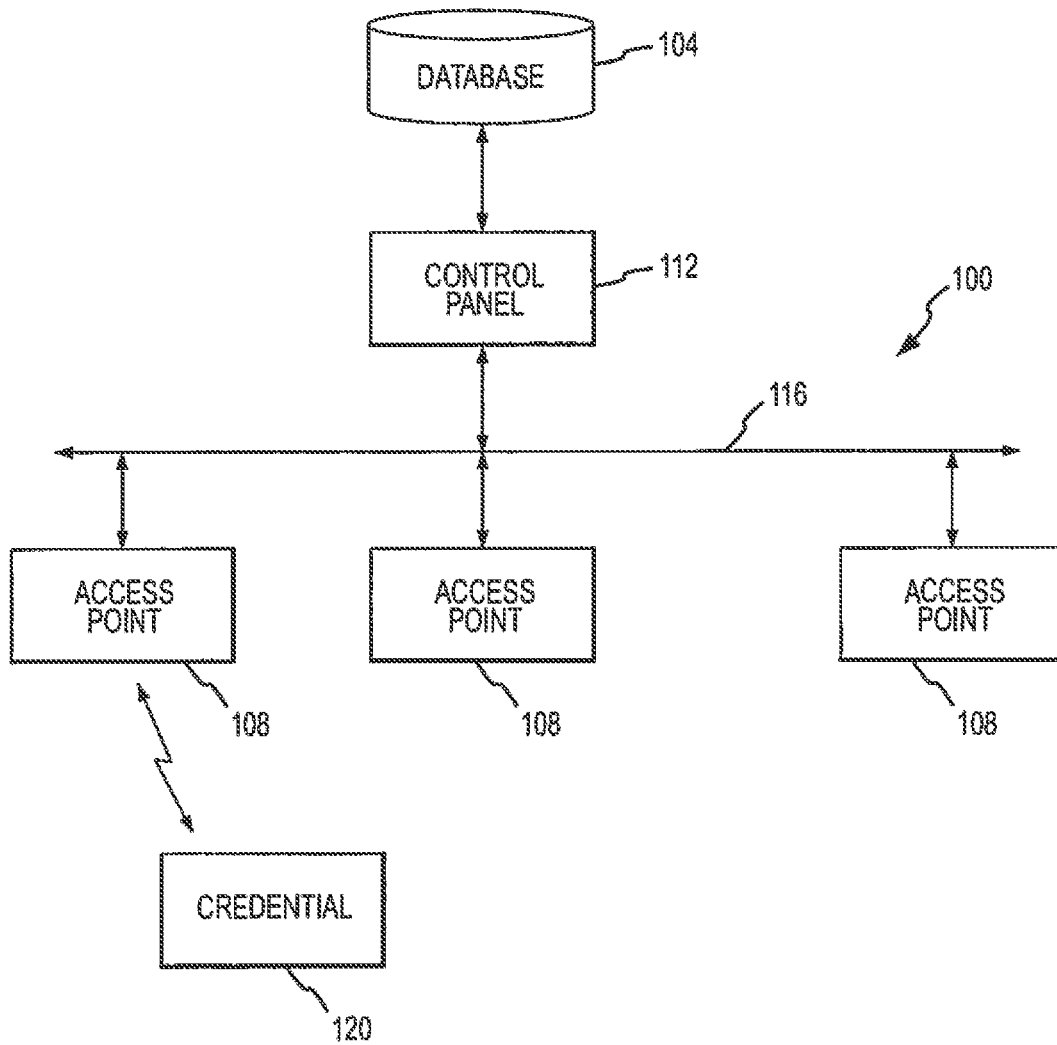 DATABASE
104
CONTROL
PANEL
112
100
116
ACCESS
POINT
108
ACCESS
POINT
108
ACCESS
POINT
108
CREDENTIAL
120